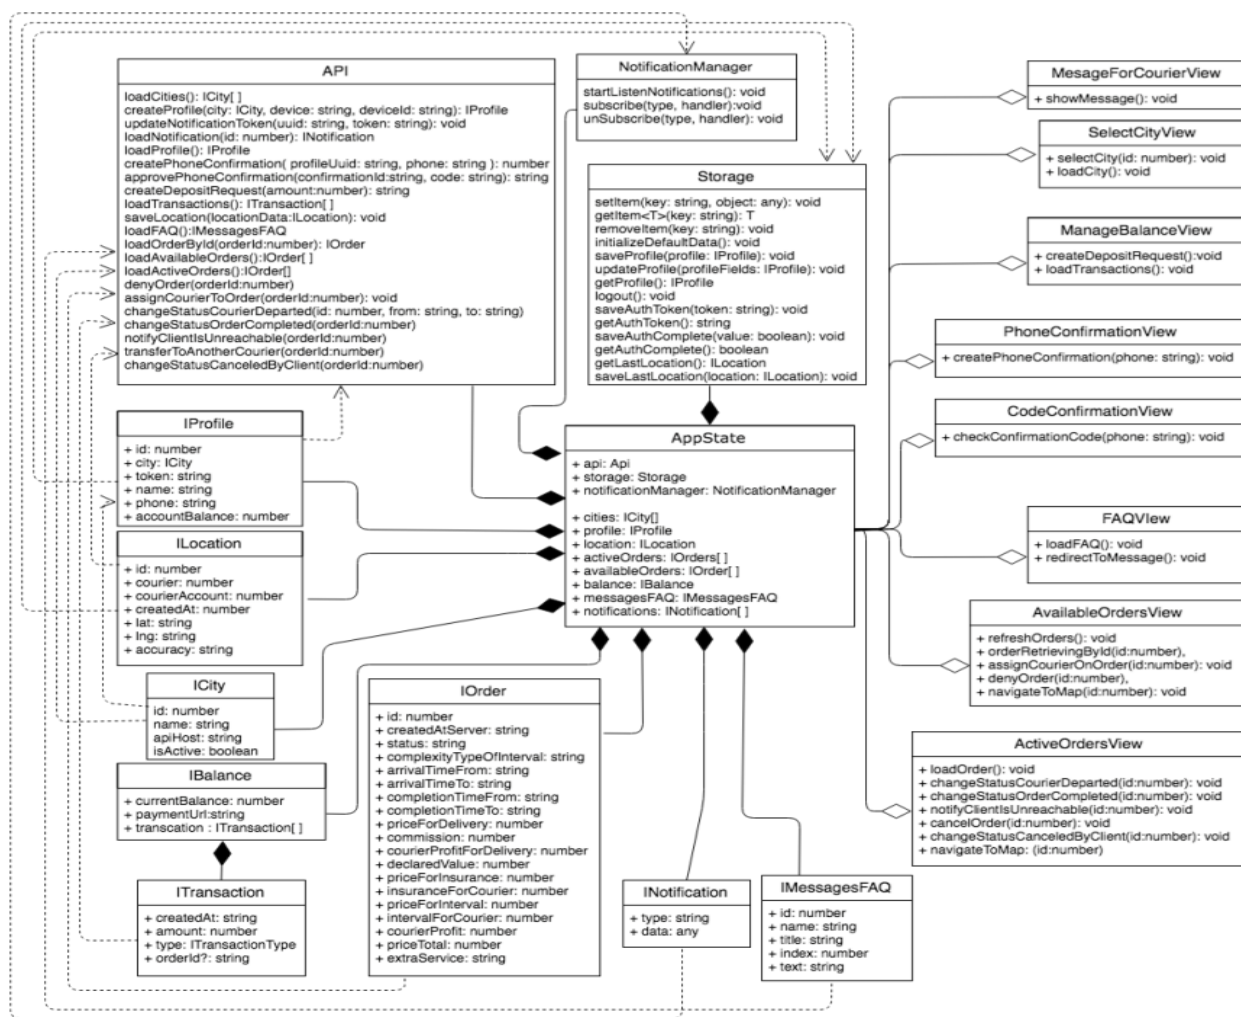 API
loadCities(): ICity[ ]
createProfile(city: ICity, device: string, deviceId: string): IProfile
updateNotificationToken(uuid: string, token: string): void
loadNotification(id: number): INotification
loadProfile(): IProfile
createPhoneConfirmation( profileUuid: string, phone: string ): number
approvePhoneConfirmation(confirmationId:string, code: string): string
createDepositRequest(amount:number): string
loadTransactions(): ITransaction[ ]
saveLocation(locationData:ILocation): void
loadFAQ():IMessagesFAQ
loadOrderById(orderId:number): IOrder
loadAvailableOrders():IOrder[ ]
loadActiveOrders():IOrder[]
denyOrder(orderId:number)
assignCourierToOrder(orderId:number): void
changeStatusCourierDeparted(id: number, from: string, to: string)
changeStatusOrderCompleted(orderId:number)
notifyClientIsUnreachable(orderId:number)
transferToAnotherCourier(orderId:number)
changeStatusCanceledByClient(orderId:number)
NotificationManager
startListenNotifications(): void
subscribe(type, handler):void
unSubscribe(type, handler): void
Storage
setItem(key: string, object: any): void
getItem<T>(key: string): T
removeItem(key: string): void
initializeDefaultData(): void
saveProfile(profile: IProfile): void
updateProfile(profileFields: IProfile): void
getProfile(): IProfile
logout(): void
saveAuthToken(token: string): void
getAuthToken(): string
saveAuthComplete(value: boolean): void
getAuthComplete(): boolean
getLastLocation(): ILocation
saveLastLocation(location: ILocation): void
MesageForCourierView
+ showMessage(): void
SelectCityView
+ selectCity(id: number): void
+ loadCity(): void
ManageBalanceView
+ createDepositRequest():void
+ loadTransactions(): void
PhoneConfirmationView
+ createPhoneConfirmation(phone: string): void
CodeConfirmationView
+ checkConfirmationCode(phone: string): void
FAQVIew
+ loadFAQ(): void
+ redirectToMessage(): void
AvailableOrdersView
+ refreshOrders(): void
+ orderRetrievingById(id:number),
+ assignCourierOnOrder(id:number): void
+ denyOrder(id:number),
+ navigateToMap(id:number): void
ActiveOrdersView
+ loadOrder(): void
+ changeStatusCourierDeparted(id:number): void
+ changeStatusOrderCompleted(id:number): void
+ notifyClientIsUnreachable(id:number): void
+ cancelOrder(id:number): void
+ changeStatusCanceledByClient(id:number): void
+ navigateToMap: (id:number)
AppState
+ api: Api
+ storage: Storage
+ notificationManager: NotificationManager
+ cities: ICity[]
+ profile: IProfile
+ location: ILocation
+ activeOrders: IOrders[ ]
+ availableOrders: IOrder[ ]
+ balance: IBalance
+ messagesFAQ: IMessagesFAQ
+ notifications: INotification[ ]
IProfile
+ id: number
+ city: ICity
+ token: string
+ name: string
+ phone: string
+ accountBalance: number
ILocation
+ id: number
+ courier: number
+ courierAccount: number
+ createdAt: number
+ lat: string
+ lng: string
+ accuracy: string
ICity
id: number
name: string
apiHost: string
isActive: boolean
IBalance
+ currentBalance: number
+ paymentUrl:string
+ transcation : ITransaction[ ]
ITransaction
+ createdAt: string
+ amount: number
+ type: ITransactionType
+ orderId?: string
IOrder
+ id: number
+ createdAtServer: string
+ status: string
+ complexityTypeOfInterval: string
+ arrivalTimeFrom: string
+ arrivalTimeTo: string
+ completionTimeFrom: string
+ completionTimeTo: string
+ priceForDelivery: number
+ commission: number
+ courierProfitForDelivery: number
+ declaredValue: number
+ priceForInsurance: number
+ insuranceForCourier: number
+ priceForInterval: number
+ intervalForCourier: number
+ courierProfit: number
+ priceTotal: number
+ extraService: string
INotification
+ type: string
+ data: any
IMessagesFAQ
+ id: number
+ name: string
+ title: string
+ index: number
+ text: string